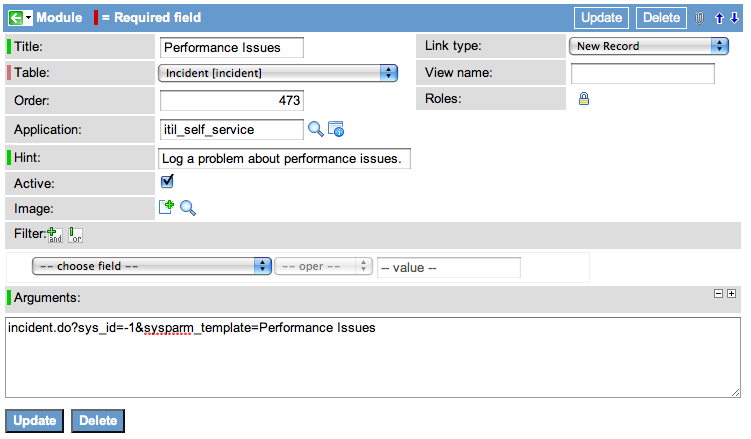 Module = Required field Update Delete
Title: Performance Issues Link type: New Record
Table: Incident [incident] View name:
Order: 473 Roles:
Application: itil_self_service
Hint: Log a problem about performance issues.
Active:
Image:
Filter: and or
-- choose field -- -- oper -- -- value --
Arguments:
incident.do?sys_id=-1&sysparm_template=Performance Issues
Update Delete